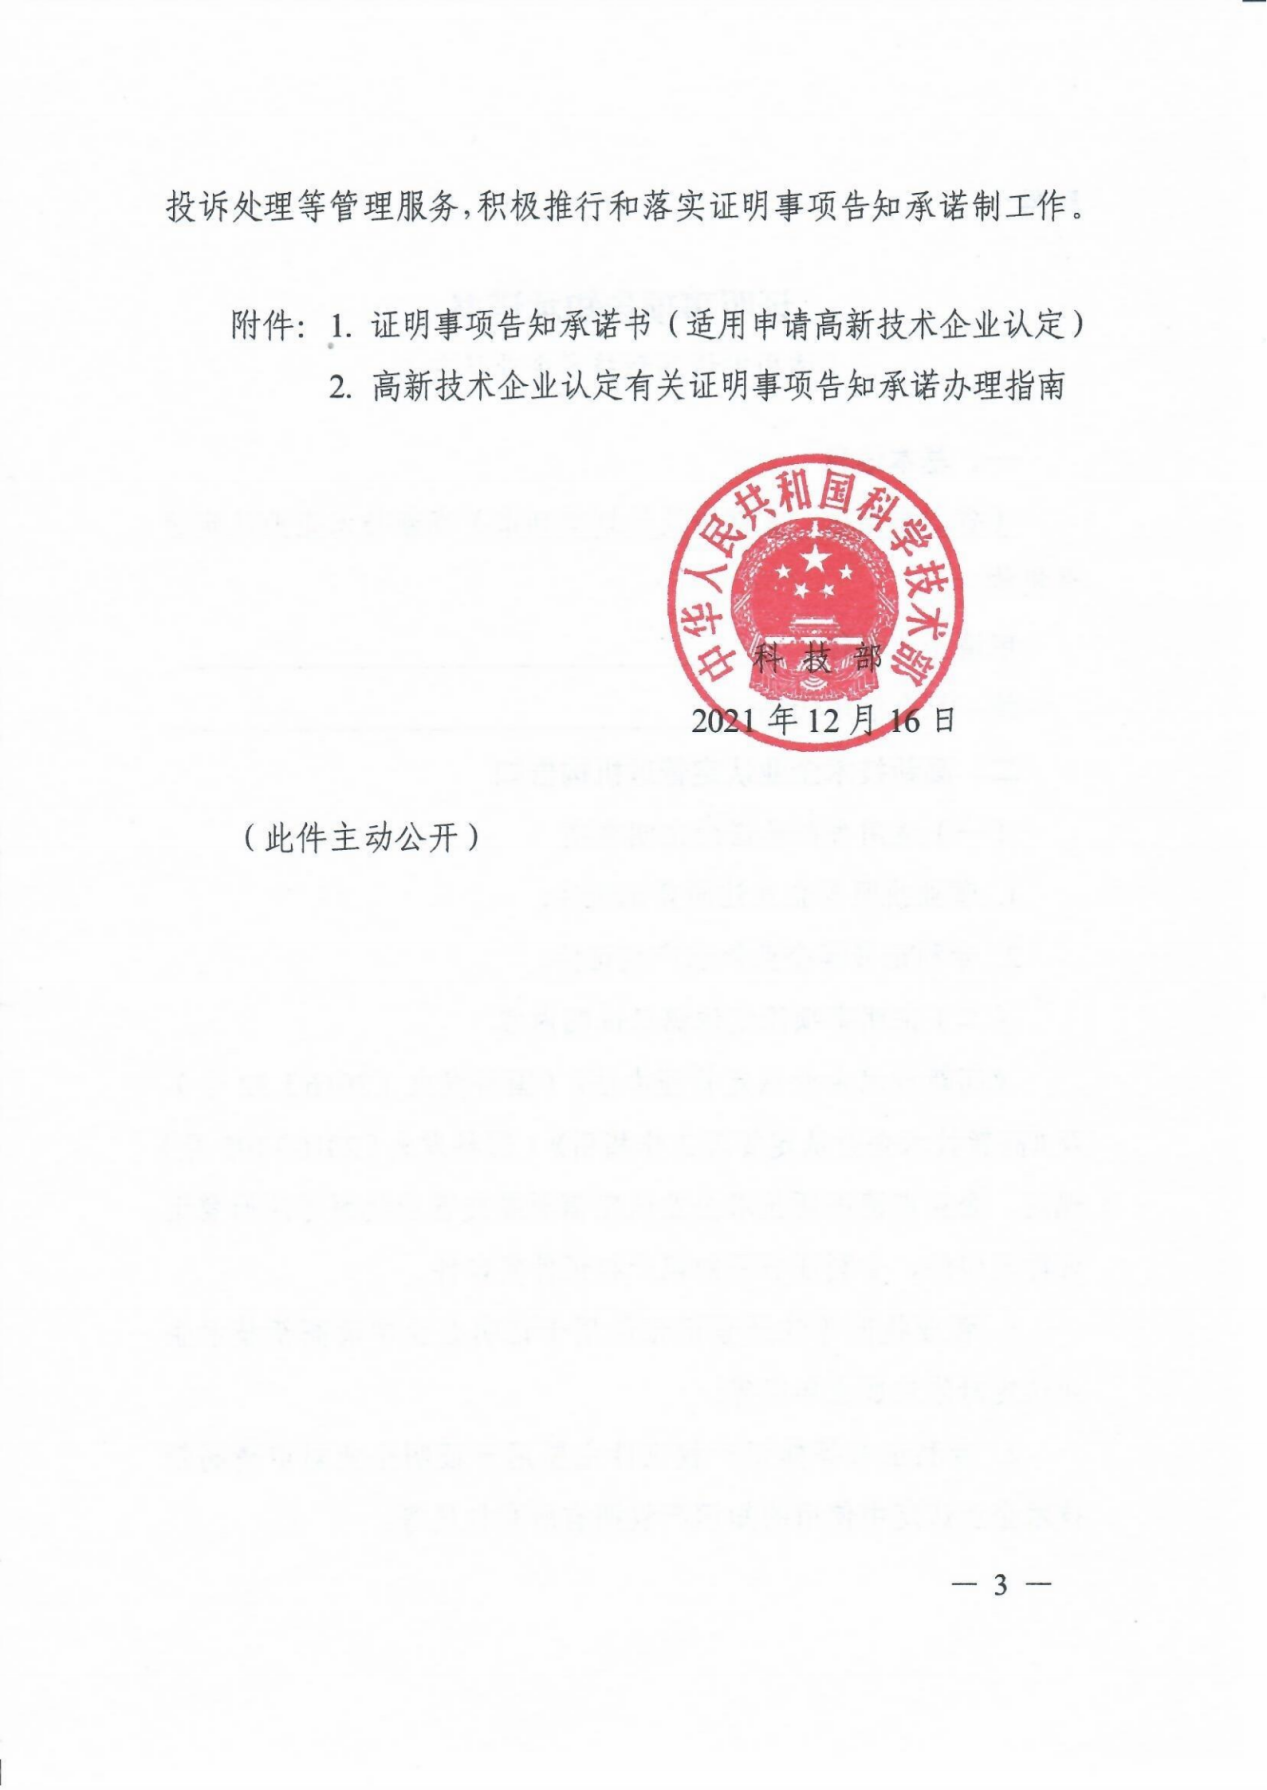 投诉处理等管理服务,积极推行和落实证明事项告知承诺制工作。
附件: 1. 证明事项告知承诺书（适用申请高新技术企业认定）
2. 高新技术企业认定有关证明事项告知承诺办理指南
中华人民共和国科学技术部
科技部
2021年12月16日
（此件主动公开）
— 3 —